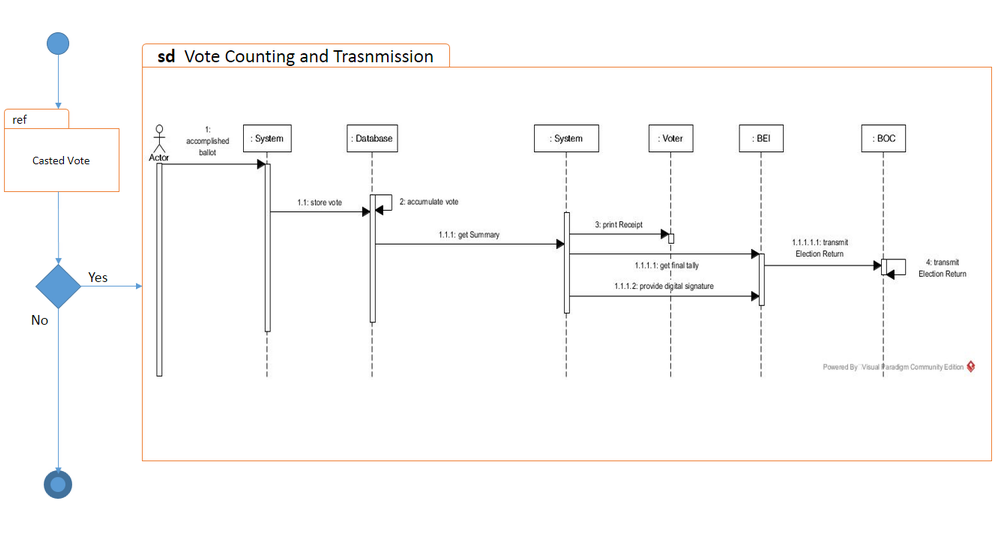 sd Vote Counting and Trasnmission
ref
Casted Vote
Yes
No
Actor
1:
accomplished
ballot
: System
: Database
: System
: Voter
: BEI
: BOC
1.1: store vote
2: accumulate vote
1.1.1: get Summary
3: print Receipt
1.1.1.1: get final tally
1.1.1.2: provide digital signature
1.1.1.1.1: transmit
Election Return
4: transmit
Election Return
Powered By Visual Paradigm Community Edition